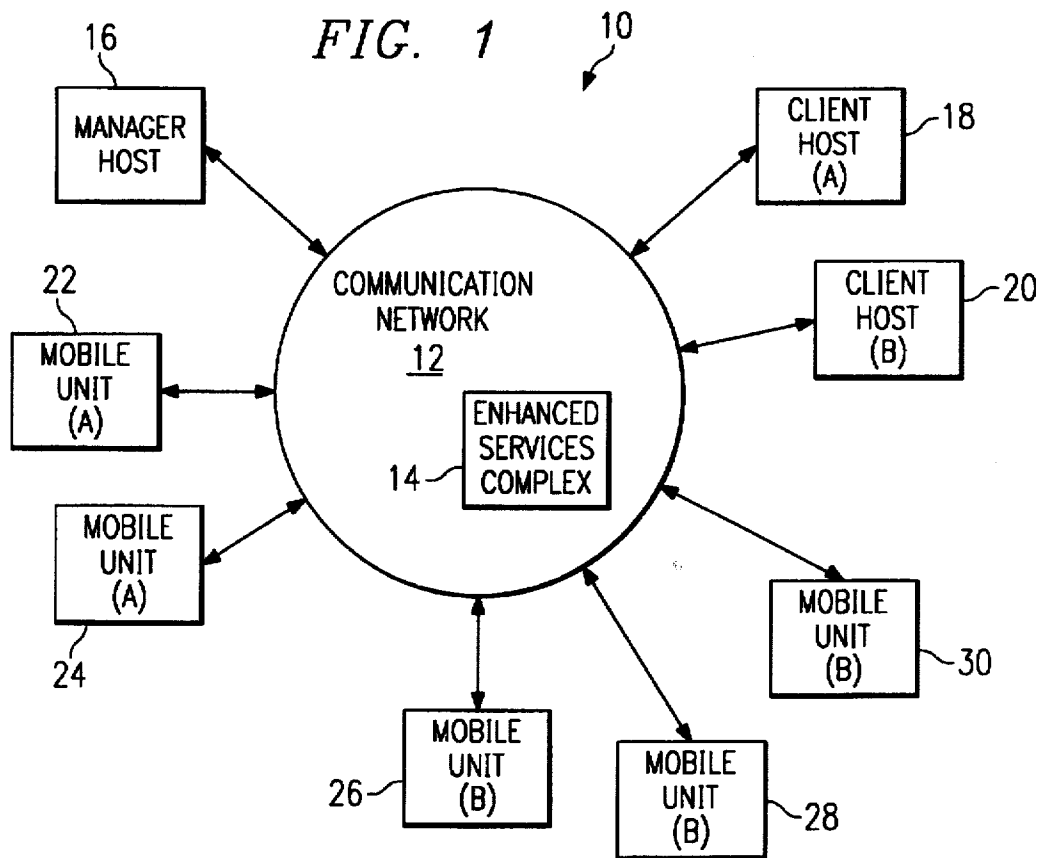 FIG. 1
10
16
MANAGER
HOST
CLIENT
HOST
(A)
18
22
MOBILE
UNIT
(A)
COMMUNICATION
NETWORK
12
CLIENT
HOST
(B)
20
14
ENHANCED
SERVICES
COMPLEX
MOBILE
UNIT
(A)
24
MOBILE
UNIT
(B)
30
26
MOBILE
UNIT
(B)
MOBILE
UNIT
(B)
28